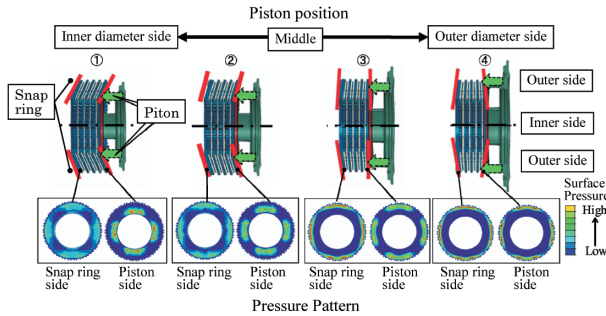 Piston position
Inner diameter side
Middle
Outer diameter side
①
②
③
④
Snap
ring
Piton
Outer side
Inner side
Outer side
Surface
Pressure
High
Low
Snap ring
side
Piston
side
Snap ring
side
Piston
side
Snap ring
side
Piston
side
Snap ring
side
Piston
side
Pressure Pattern